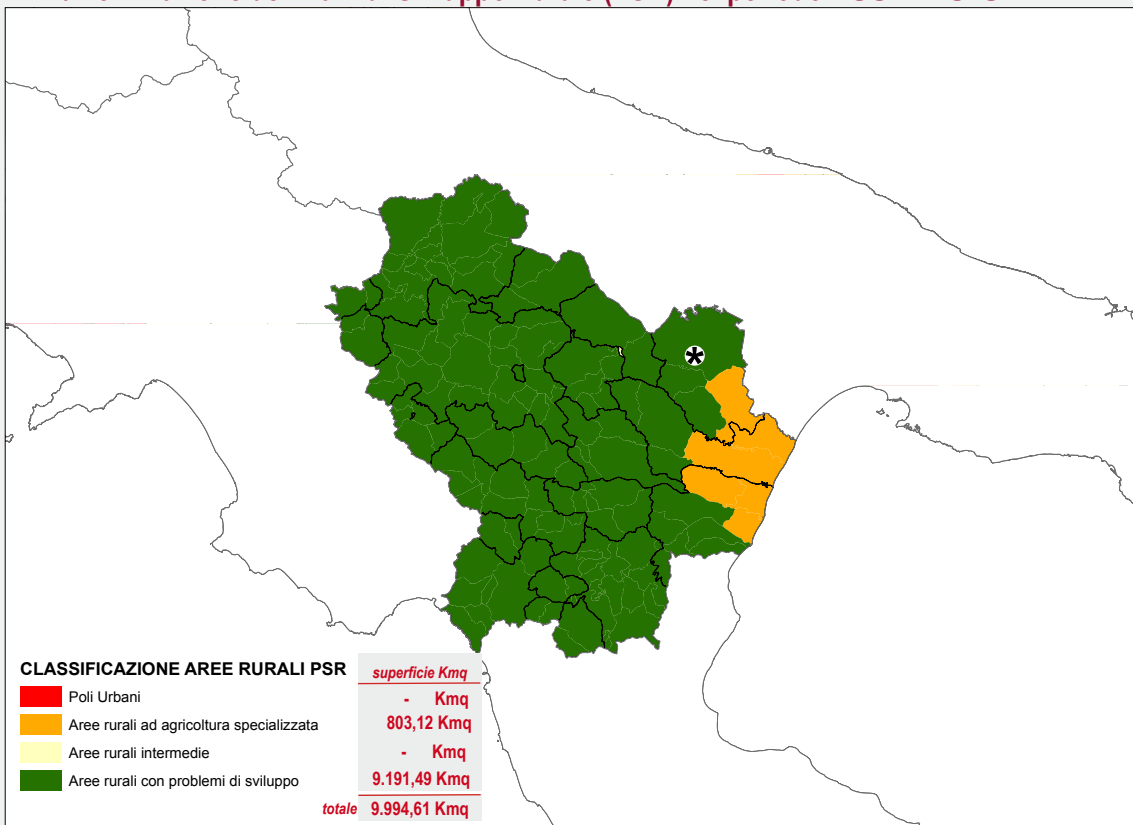 CLASSIFICAZIONE AREE RURALI PSR superficie Kmq
Poli Urbani - Kmq
Aree rurali ad agricoltura specializzata 803,12 Kmq
Aree rurali intermedie - Kmq
Aree rurali con problemi di sviluppo 9.191,49 Kmq
totale 9.994,61 Kmq
*